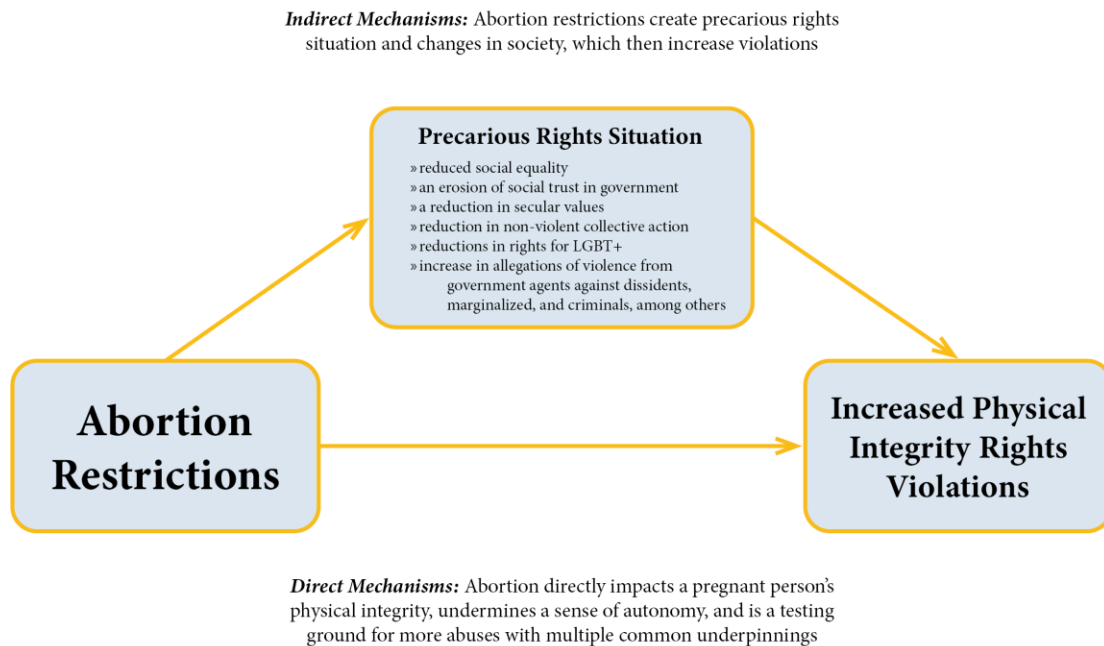 Indirect Mechanisms: Abortion restrictions create precarious rights
situation and changes in society, which then increase violations
Precarious Rights Situation
» reduced social equality
» an erosion of social trust in government
» a reduction in secular values
» reduction in non-violent collective action
» reductions in rights for LGBT+
» increase in allegations of violence from
government agents against dissidents,
marginalized, and criminals, among others
Abortion
Restrictions
Increased Physical
Integrity Rights
Violations
Direct Mechanisms: Abortion directly impacts a pregnant person's
physical integrity, undermines a sense of autonomy, and is a testing
ground for more abuses with multiple common underpinnings